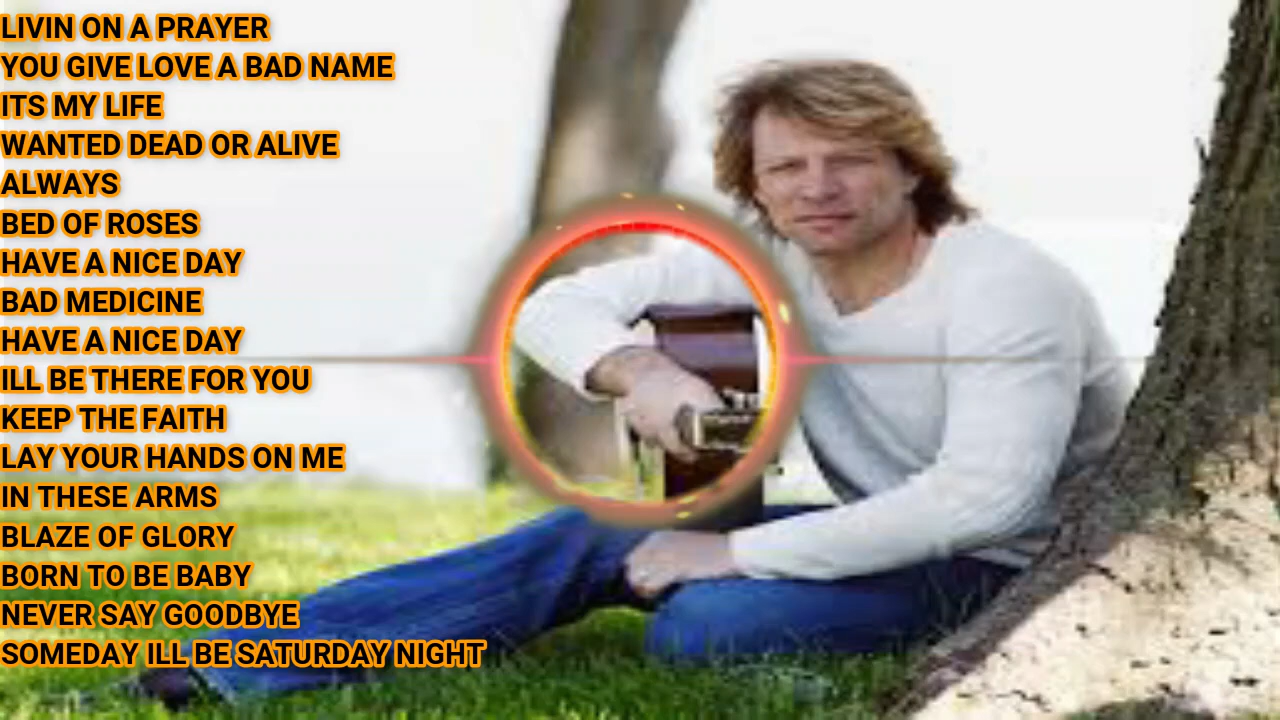 LIVIN ON A PRAYER
YOU GIVE LOVE A BAD NAME
ITS MY LIFE
WANTED DEAD OR ALIVE
ALWAYS
BED OF ROSES
HAVE A NICE DAY
BAD MEDICINE
HAVE A NICE DAY
ILL BE THERE FOR YOU
KEEP THE FAITH
LAY YOUR HANDS ON ME
IN THESE ARMS
BLAZE OF GLORY
BORN TO BE BABY
NEVER SAY GOODBYE
SOMEDAY ILL BE SATURDAY NIGHT